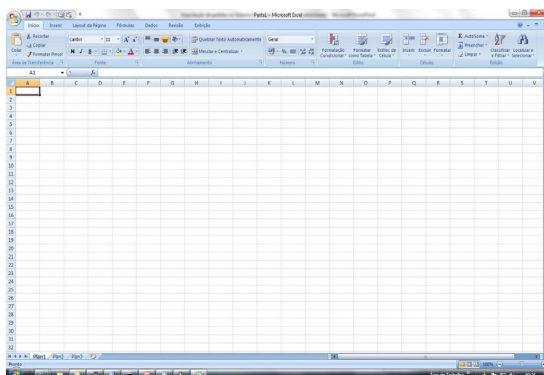 Pasta1 - Microsoft Excel
Início Inserir Layout da Página Fórmulas Dados Revisão Exibição
Recortar
Copiar
Formatar Pincel
Colar
Calibri 11
N I S
Quebrar Texto Automaticamente
Mesclar e Centralizar
Geral
% 000
Formatação Condicional
Formatar como Tabela
Estilos de Célula
Inserir Excluir Formatar
AutoSoma
Preencher
Limpar
Classificar e Filtrar
Localizar e Selecionar
Área de Transferência Fonte Alinhamento Número Estilo Células Edição
A1 fx
A B C D E F G H I J K L M N O P Q R S T U V
1
2
3
4
5
6
7
8
9
10
11
12
13
14
15
16
17
18
19
20
21
22
23
24
25
26
27
28
29
30
31
32
Plan1 Plan2 Plan3
Pronto 100%